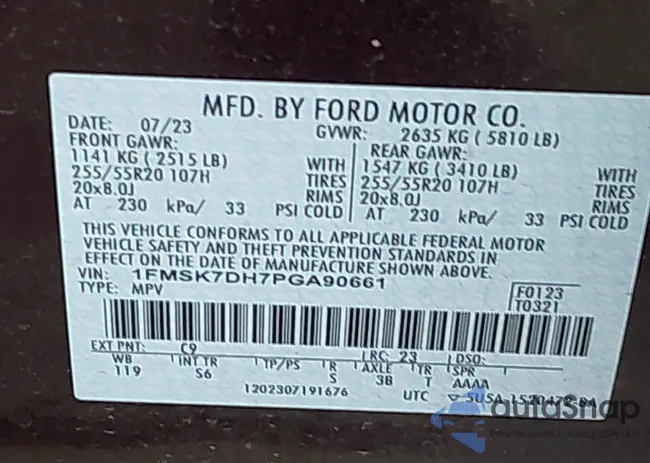 MFD. BY FORD MOTOR CO.
DATE: 07/23 GVWR: 2635 KG ( 5810 LB)
FRONT GAWR: REAR GAWR:
1141 KG ( 2515 LB) WITH 1547 KG ( 3410 LB) WITH
255/55R20 107H TIRES 255/55R20 107H TIRES
20x8.0J RIMS 20x8.0J RIMS
AT 230 kPa/ 33 PSI COLD AT 230 kPa/ 33 PSI COLD
THIS VEHICLE CONFORMS TO ALL APPLICABLE FEDERAL MOTOR
VEHICLE SAFETY AND THEFT PREVENTION STANDARDS IN
EFFECT ON THE DATE OF MANUFACTURE SHOWN ABOVE.
VIN: 1FMSK7DH7PGA90661
TYPE: MPV
F0123
T0321
EXT PNT: C9 RC: 23 DSO:
WB INT TR TP/PS R AXLE TR SPR
119 S6 S 3B T AAAA
1202307191676 UTC
autoSnap